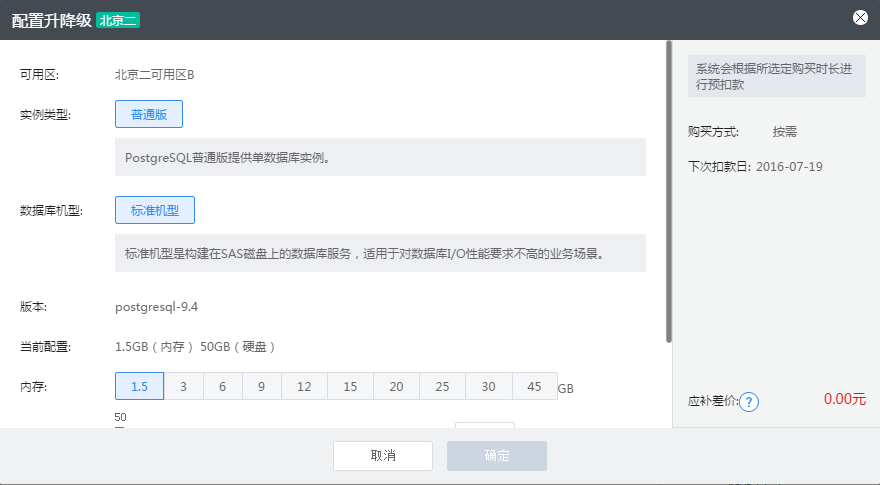 配置升降级 北京二
可用区: 北京二可用区B
实例类型: 普通版
PostgreSQL普通版提供单数据库实例。
数据库机型: 标准机型
标准机型是构建在SAS磁盘上的数据库服务，适用于对数据库I/O性能要求不高的业务场景。
版本: postgresql-9.4
当前配置: 1.5GB（内存） 50GB（硬盘）
内存: 1.5 3 6 9 12 15 20 25 30 45 GB
50
取消 确定
系统会根据所选定购买时长进
行预扣款
购买方式: 按需
下次扣款日: 2016-07-19
应补差价: ? 0.00元